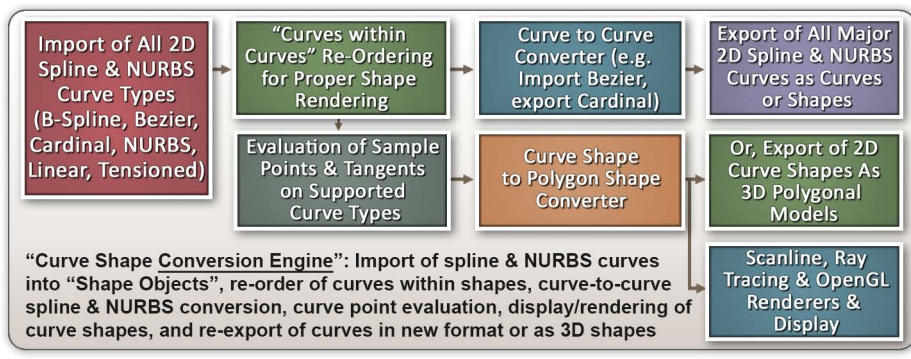 Import of All 2D
Spline & NURBS
Curve Types
(B-Spline, Bezier,
Cardinal, NURBS,
Linear, Tensioned)
“Curves within
Curves” Re-Ordering
for Proper Shape
Rendering
Curve to Curve
Converter (e.g.
Import Bezier,
export Cardinal)
Export of All Major
2D Spline & NURBS
Curves as Curves
or Shapes
Evaluation of Sample
Points & Tangents
on Supported
Curve Types
Curve Shape
to Polygon Shape
Converter
Or, Export of 2D
Curve Shapes As
3D Polygonal
Models
Scanline, Ray
Tracing & OpenGL
Renderers &
Display
“Curve Shape Conversion Engine”: Import of spline & NURBS curves
into “Shape Objects”, re-order of curves within shapes, curve-to-curve
spline & NURBS conversion, curve point evaluation, display/rendering of
curve shapes, and re-export of curves in new format or as 3D shapes